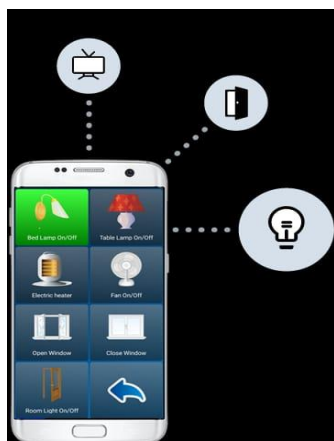 Bed Lamp On/Off
Table Lamp On/Off
Electric heater
Fan On/Off
Open Window
Close Window
Room Light On/Off